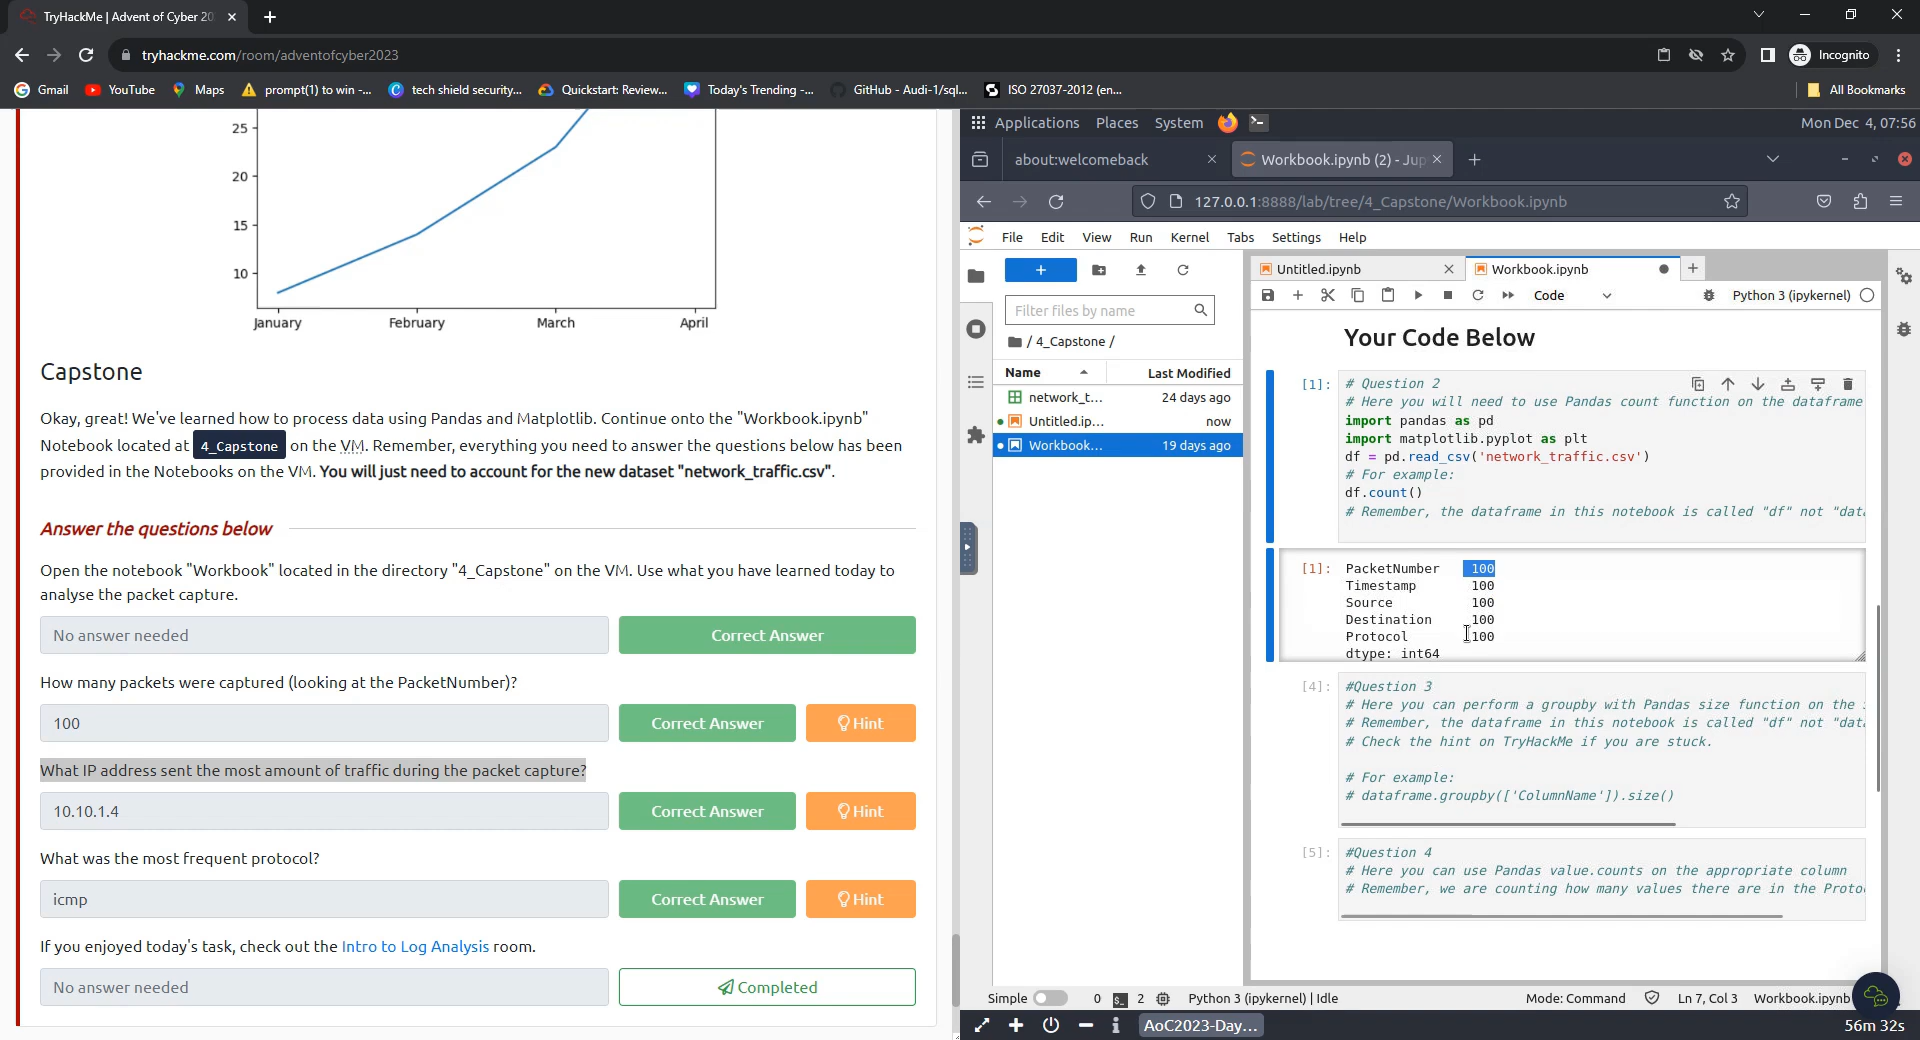 TryHackMe | Advent of Cyber 20
tryhackme.com/room/adventofcyber2023
Incognito
Gmail
YouTube
Maps
prompt(1) to win -...
tech shield security...
Quickstart: Review...
Today's Trending -...
GitHub - Audi-1/sql...
ISO 27037-2012 (en...
All Bookmarks
25
20
15
10
January
February
March
April
Capstone
Okay, great! We've learned how to process data using Pandas and Matplotlib. Continue onto the "Workbook.ipynb"
Notebook located at 4_Capstone on the VM. Remember, everything you need to answer the questions below has been
provided in the Notebooks on the VM. You will just need to account for the new dataset "network_traffic.csv".
Answer the questions below
Open the notebook "Workbook" located in the directory "4_Capstone" on the VM. Use what you have learned today to
analyse the packet capture.
No answer needed
Correct Answer
How many packets were captured (looking at the PacketNumber)?
100
Correct Answer
Hint
What IP address sent the most amount of traffic during the packet capture?
10.10.1.4
Correct Answer
Hint
What was the most frequent protocol?
icmp
Correct Answer
Hint
If you enjoyed today's task, check out the Intro to Log Analysis room.
No answer needed
Completed
Applications Places System
Mon Dec 4, 07:56
about:welcomeback
Workbook.ipynb (2) - Jup
127.0.0.1:8888/lab/tree/4_Capstone/Workbook.ipynb
File Edit View Run Kernel Tabs Settings Help
Filter files by name
/ 4_Capstone /
Name Last Modified
network_t... 24 days ago
Untitled.ip... now
Workbook... 19 days ago
Untitled.ipynb
Workbook.ipynb
Code
Python 3 (ipykernel)
Your Code Below
[1]: # Question 2
# Here you will need to use Pandas count function on the dataframe
import pandas as pd
import matplotlib.pyplot as plt
df = pd.read_csv('network_traffic.csv')
# For example:
df.count()
# Remember, the dataframe in this notebook is called "df" not "data
[1]: PacketNumber 100
Timestamp 100
Source 100
Destination 100
Protocol 100
dtype: int64
[4]: #Question 3
# Here you can perform a groupby with Pandas size function on the
# Remember, the dataframe in this notebook is called "df" not "data
# Check the hint on TryHackMe if you are stuck.
# For example:
# dataframe.groupby(['ColumnName']).size()
[5]: #Question 4
# Here you can use Pandas value.counts on the appropriate column
# Remember, we are counting how many values there are in the Proto
Simple 0 $_ 2 Python 3 (ipykernel) | Idle
Mode: Command Ln 7, Col 3 Workbook.ipynb
AoC2023-Day...
56m 32s